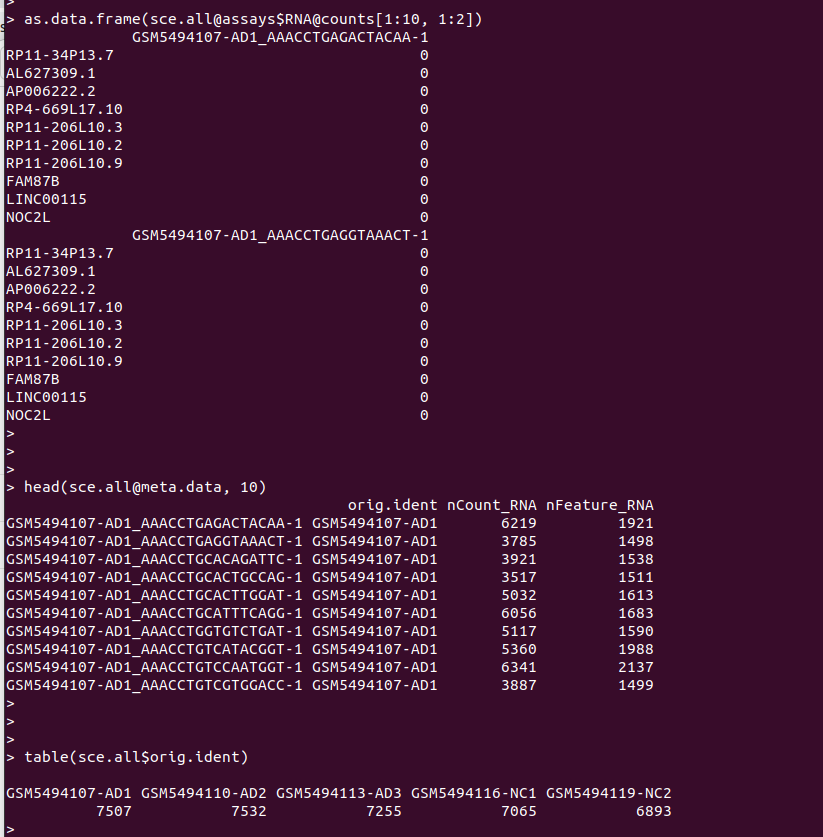 >
> as.data.frame(sce.all@assays$RNA@counts[1:10, 1:2])
GSM5494107-AD1_AAACCTGAGACTACAA-1
RP11-34P13.7 0
AL627309.1 0
AP006222.2 0
RP4-669L17.10 0
RP11-206L10.3 0
RP11-206L10.2 0
RP11-206L10.9 0
FAM87B 0
LINC00115 0
NOC2L 0
GSM5494107-AD1_AAACCTGAGGTAAACT-1
RP11-34P13.7 0
AL627309.1 0
AP006222.2 0
RP4-669L17.10 0
RP11-206L10.3 0
RP11-206L10.2 0
RP11-206L10.9 0
FAM87B 0
LINC00115 0
NOC2L 0
>
>
>
> head(sce.all@meta.data, 10)
orig.ident nCount_RNA nFeature_RNA
GSM5494107-AD1_AAACCTGAGACTACAA-1 GSM5494107-AD1 6219 1921
GSM5494107-AD1_AAACCTGAGGTAAACT-1 GSM5494107-AD1 3785 1498
GSM5494107-AD1_AAACCTGCACAGATTC-1 GSM5494107-AD1 3921 1538
GSM5494107-AD1_AAACCTGCACTGCCAG-1 GSM5494107-AD1 3517 1511
GSM5494107-AD1_AAACCTGCACTTGGAT-1 GSM5494107-AD1 5032 1613
GSM5494107-AD1_AAACCTGCATTTCAGG-1 GSM5494107-AD1 6056 1683
GSM5494107-AD1_AAACCTGGTGTCTGAT-1 GSM5494107-AD1 5117 1590
GSM5494107-AD1_AAACCTGTCATACGGT-1 GSM5494107-AD1 5360 1988
GSM5494107-AD1_AAACCTGTCCAATGGT-1 GSM5494107-AD1 6341 2137
GSM5494107-AD1_AAACCTGTCGTGGACC-1 GSM5494107-AD1 3887 1499
>
>
>
> table(sce.all$orig.ident)
GSM5494107-AD1 GSM5494110-AD2 GSM5494113-AD3 GSM5494116-NC1 GSM5494119-NC2
7507 7532 7255 7065 6893
>